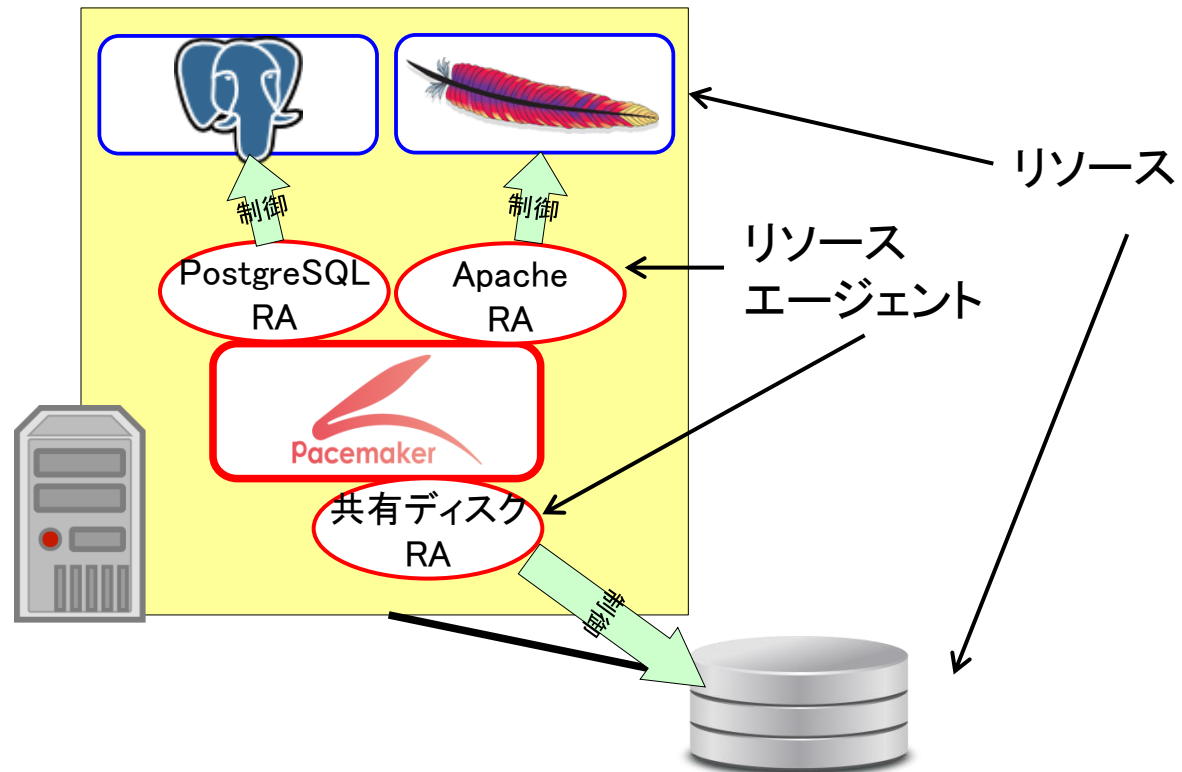 制御
制御
リソース
PostgreSQL
RA
Apache
RA
リソース
エージェント
Pacemaker
共有ディスク
RA
制御